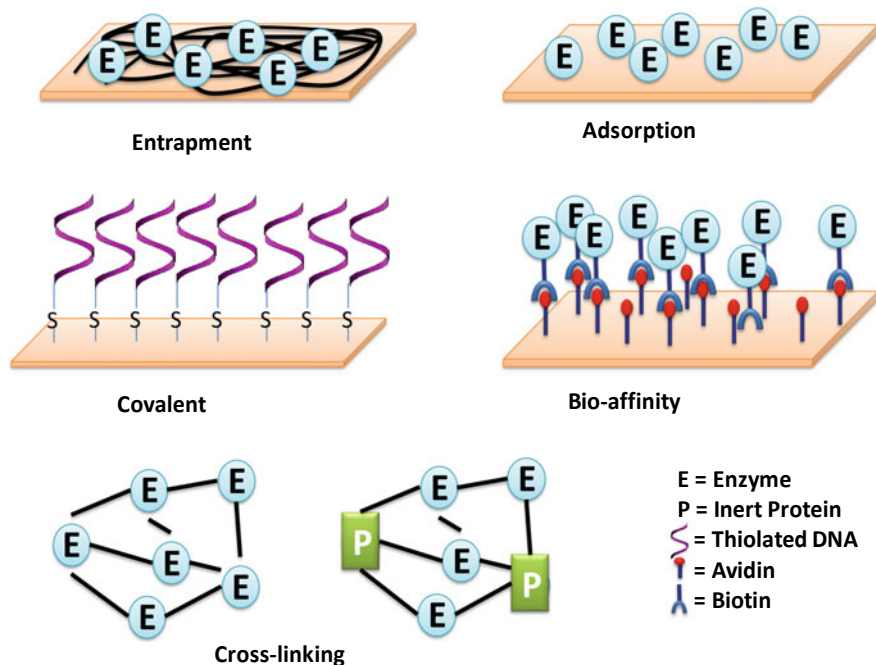 E E E E E E
Entrapment
E E E E E E E
Adsorption
S S S S S S S S
Covalent
E E E E E E E E E
Bio-affinity
E E E E E E
E E P E P E
Cross-linking
E = Enzyme
P = Inert Protein
= Thiolated DNA
= Avidin
= Biotin